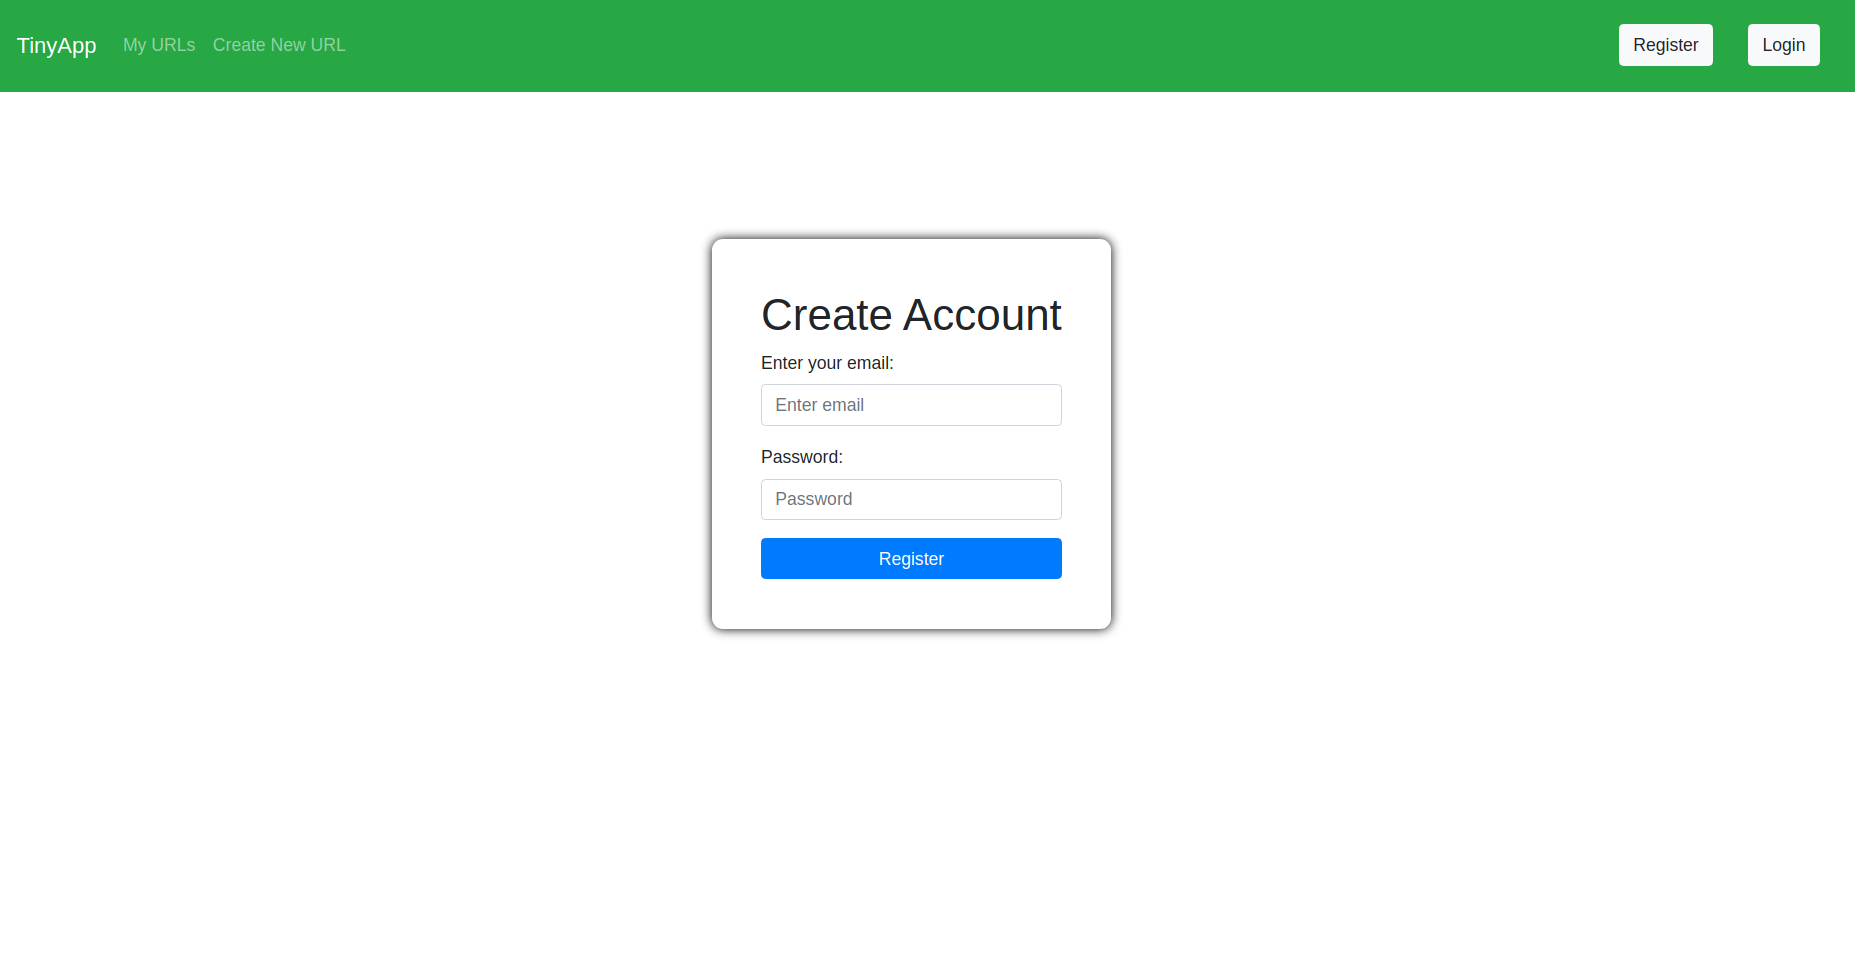 TinyApp My URLs Create New URL Register Login
Create Account
Enter your email:
Enter email
Password:
Password
Register